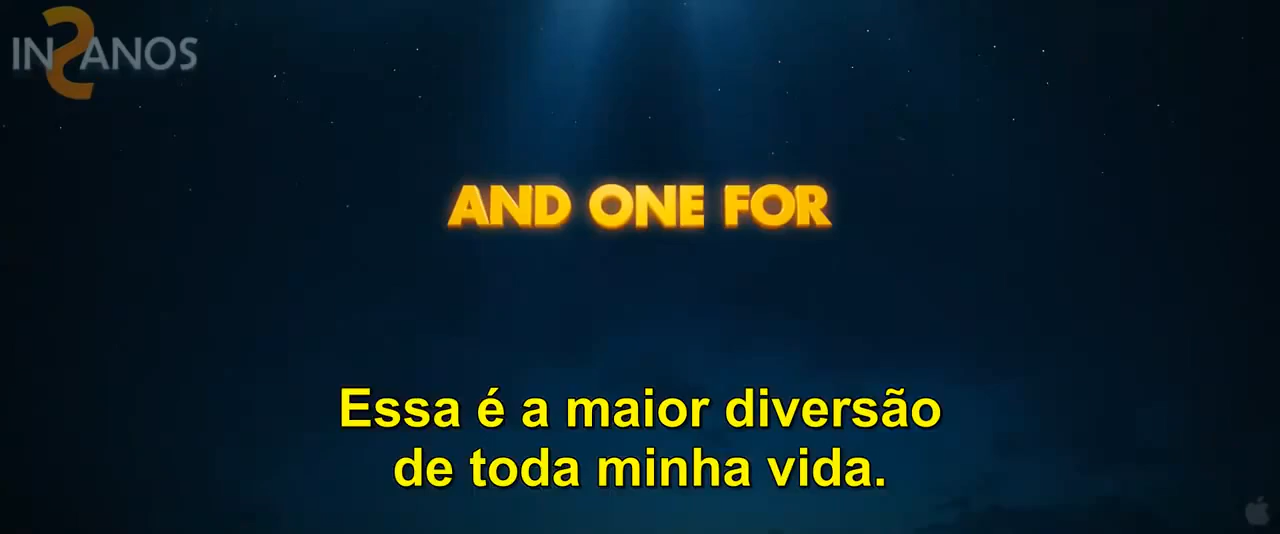 INSANOS
AND ONE FOR
Essa é a maior diversão
de toda minha vida.